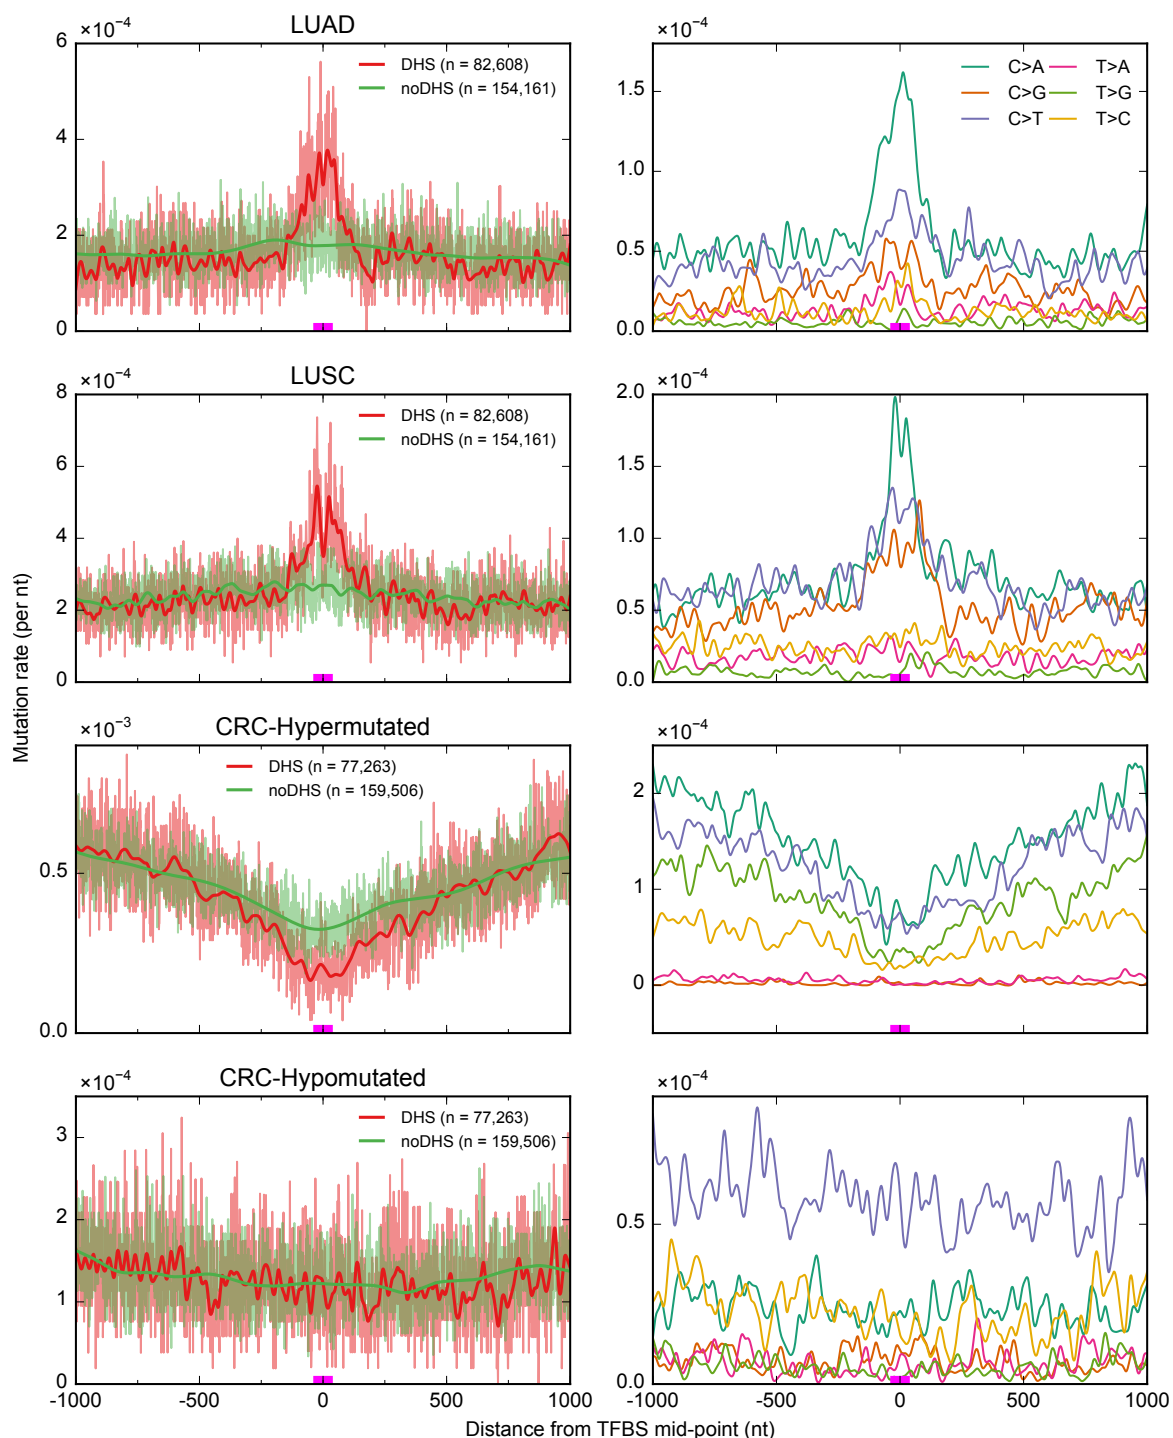 LUAD
×10⁻⁴
6
4
2
0
DHS (n = 82,608)
noDHS (n = 154,161)
×10⁻⁴
1.5
1.0
0.5
0.0
C>A T>A
C>G T>G
C>T T>C
LUSC
×10⁻⁴
8
6
4
2
0
DHS (n = 82,608)
noDHS (n = 154,161)
×10⁻⁴
2.0
1.5
1.0
0.5
0.0
Mutation rate (per nt)
CRC-Hypermutated
×10⁻³
0.5
0.0
DHS (n = 77,263)
noDHS (n = 159,506)
×10⁻⁴
2
1
0
CRC-Hypomutated
×10⁻⁴
3
2
1
0
DHS (n = 77,263)
noDHS (n = 159,506)
-1000 -500 0 500 1000
×10⁻⁴
0.5
0.0
-1000 -500 0 500 1000
Distance from TFBS mid-point (nt)